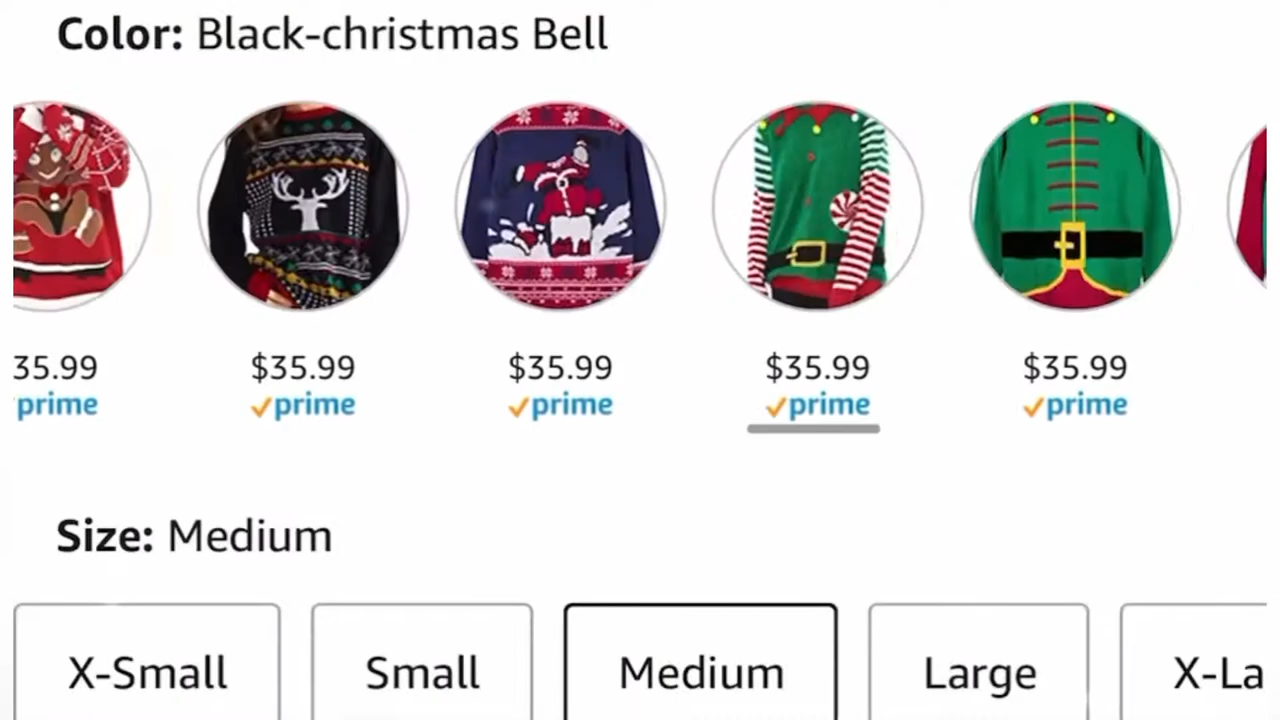 Color: Black-christmas Bell
35.99 $35.99 $35.99 $35.99 $35.99
prime prime prime prime prime
Size: Medium
X-Small Small Medium Large X-La